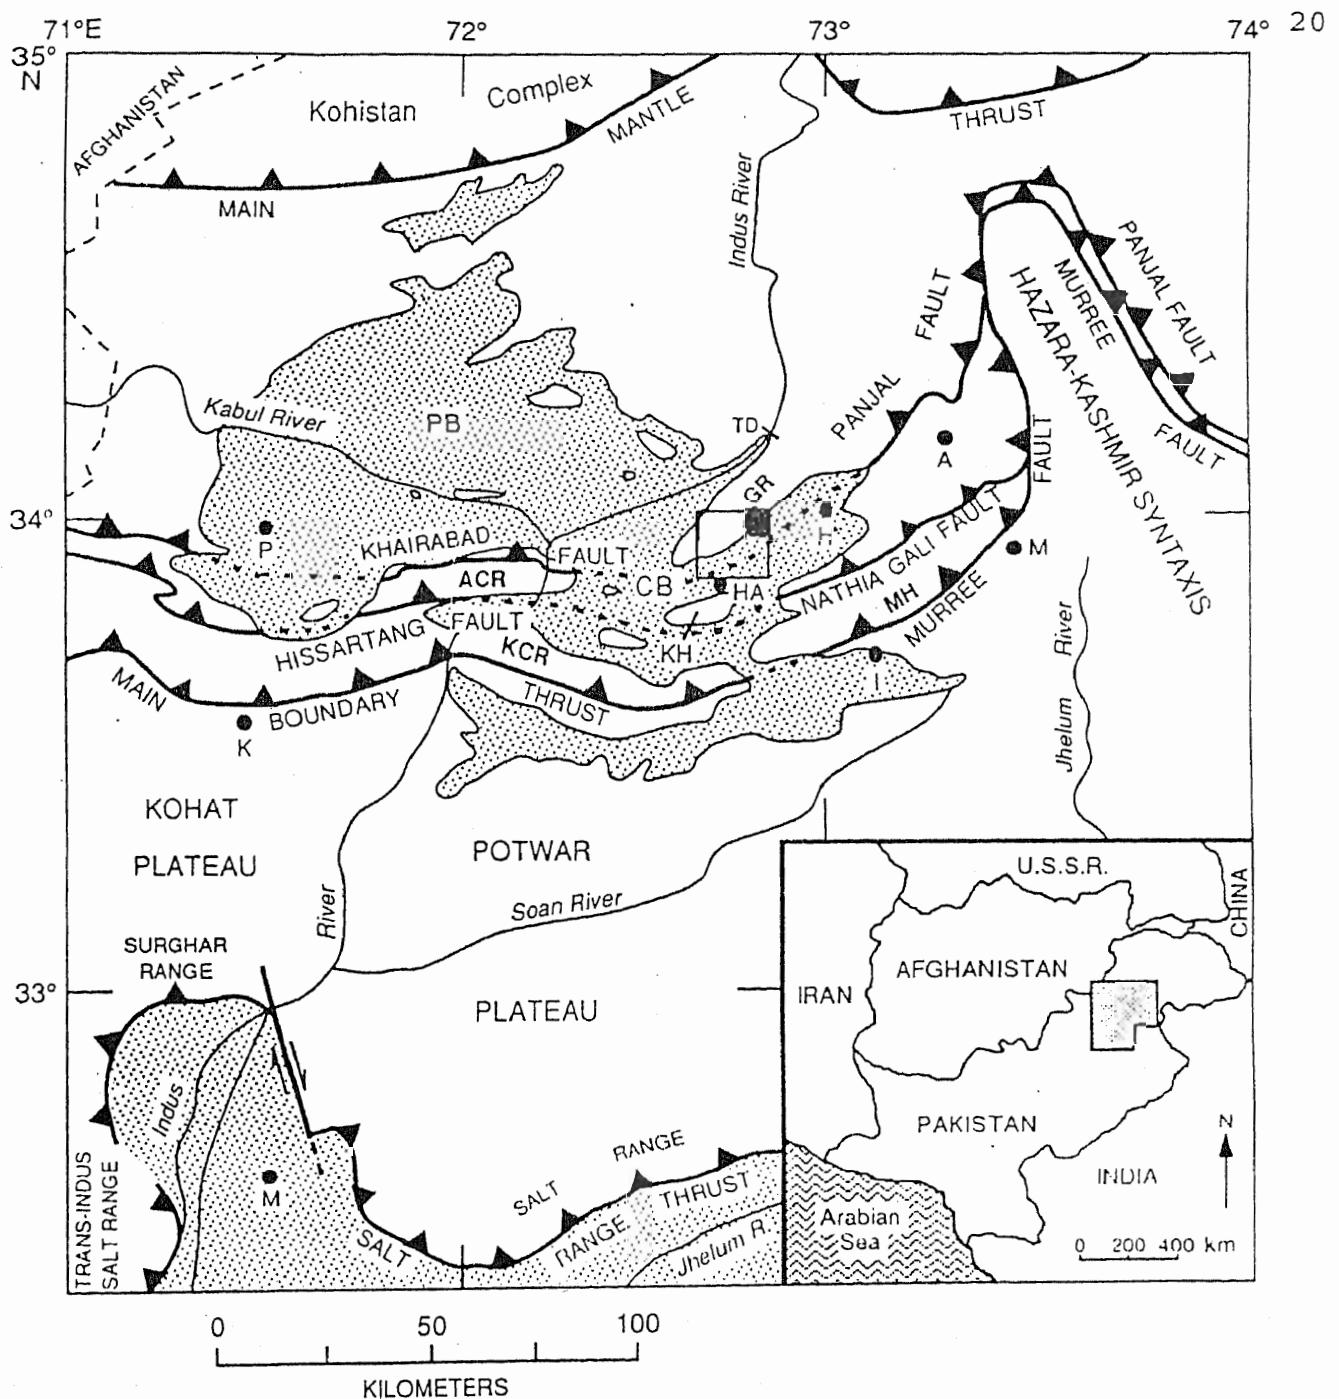 71°E 72° 73° 74° 20
35°
N
AFGHANISTAN
Kohistan Complex
MAIN MANTLE THRUST
Indus River
PANJAL FAULT
MURREE FAULT
HAZARA-KASHMIR SYNTAXIS
PANJAL FAULT
Kabul River
PB
TD
GR
A
FAULT
34°
P
H
KHAIRABAD FAULT
ACR
CB
HA
NATHIA GALI FAULT
M
MH
MURREE
HISSARTANG FAULT
KCR
KH
I
MAIN BOUNDARY THRUST
K
Jhelum River
KOHAT
PLATEAU
POTWAR
PLATEAU
River
Soan River
SURGHAR
RANGE
33°
Indus
M
TRANS-INDUS
SALT RANGE
SALT RANGE
SALT RANGE THRUST
Jhelum R.
U.S.S.R.
CHINA
AFGHANISTAN
IRAN
PAKISTAN
N
INDIA
Arabian
Sea
0 200 400 km
0 50 100
KILOMETERS